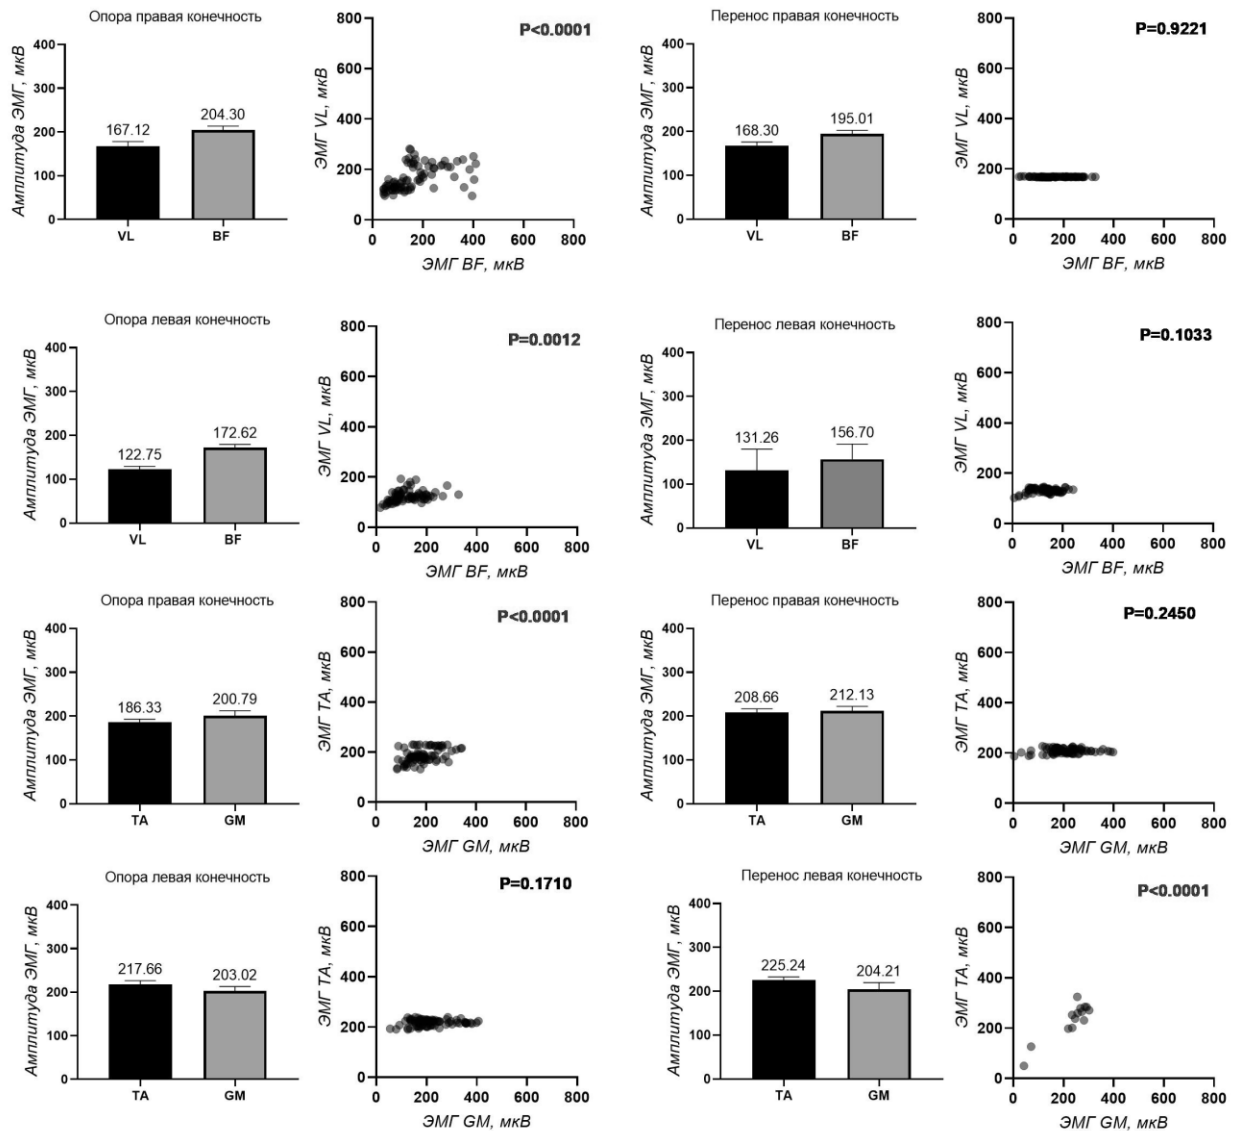 Опора правая конечность
Амплитуда ЭМГ, мкВ
400
300
200
100
0
167.12
204.30
VL
BF
P<0.0001
ЭМГ VL, мкВ
800
600
400
200
0
0 200 400 600 800
ЭМГ BF, мкВ
Перенос правая конечность
Амплитуда ЭМГ, мкВ
400
300
200
100
0
168.30
195.01
VL
BF
P=0.9221
ЭМГ VL, мкВ
800
600
400
200
0
0 200 400 600 800
ЭМГ BF, мкВ
Опора левая конечность
Амплитуда ЭМГ, мкВ
400
300
200
100
0
122.75
172.62
VL
BF
P=0.0012
ЭМГ VL, мкВ
800
600
400
200
0
0 200 400 600 800
ЭМГ BF, мкВ
Перенос левая конечность
Амплитуда ЭМГ, мкВ
400
300
200
100
0
131.26
156.70
VL
BF
P=0.1033
ЭМГ VL, мкВ
800
600
400
200
0
0 200 400 600 800
ЭМГ BF, мкВ
Опора правая конечность
Амплитуда ЭМГ, мкВ
400
300
200
100
0
186.33
200.79
TA
GM
P<0.0001
ЭМГ TA, мкВ
800
600
400
200
0
0 200 400 600 800
ЭМГ GM, мкВ
Перенос правая конечность
Амплитуда ЭМГ, мкВ
400
300
200
100
0
208.66
212.13
TA
GM
P=0.2450
ЭМГ TA, мкВ
800
600
400
200
0
0 200 400 600 800
ЭМГ GM, мкВ
Опора левая конечность
Амплитуда ЭМГ, мкВ
400
300
200
100
0
217.66
203.02
TA
GM
P=0.1710
ЭМГ TA, мкВ
800
600
400
200
0
0 200 400 600 800
ЭМГ GM, мкВ
Перенос левая конечность
Амплитуда ЭМГ, мкВ
400
300
200
100
0
225.24
204.21
TA
GM
P<0.0001
ЭМГ TA, мкВ
800
600
400
200
0
0 200 400 600 800
ЭМГ GM, мкВ